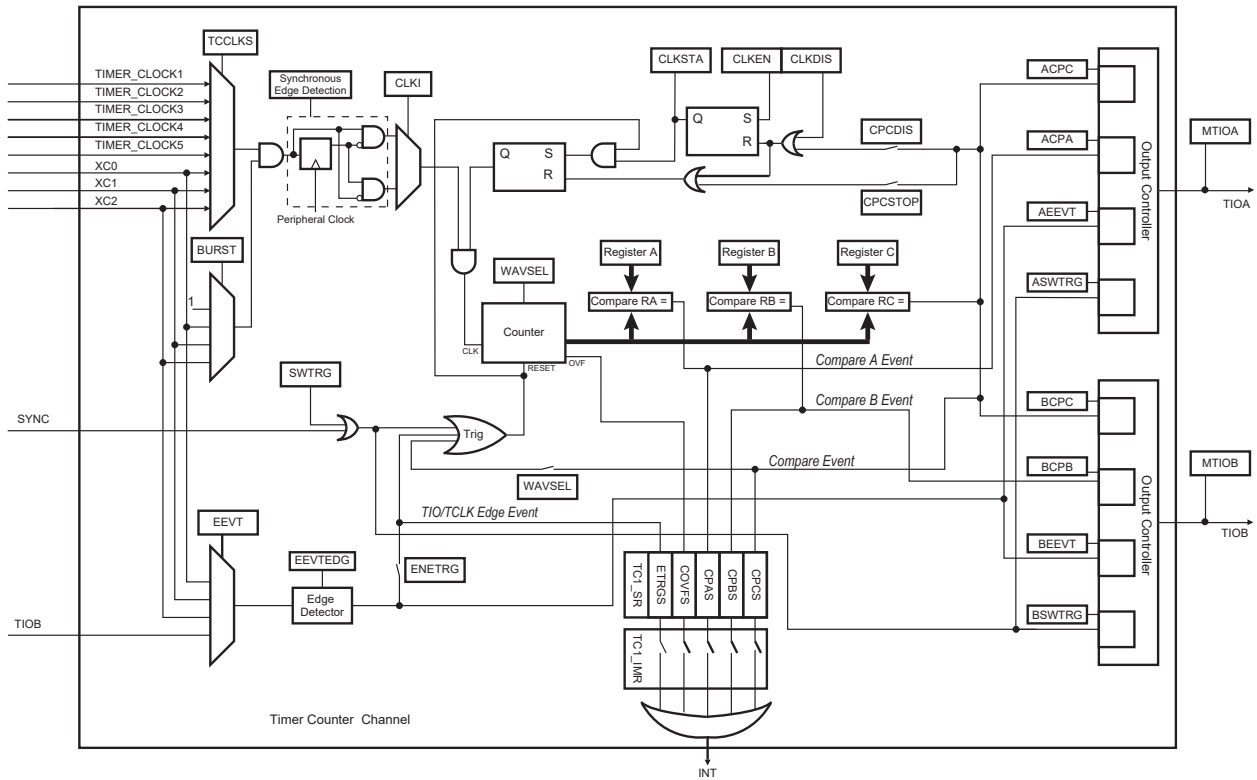 TCCLKS
TIMER_CLOCK1
TIMER_CLOCK2
TIMER_CLOCK3
TIMER_CLOCK4
TIMER_CLOCK5
XC0
XC1
XC2
Synchronous
Edge Detection
CLKI
Peripheral Clock
BURST
1
CLKSTA
CLKEN
CLKDIS
Q
S
R
Q
S
R
CPCDIS
CPCSTOP
ACPC
ACPA
AEEVT
ASWTRG
Output Controller
MTIOA
TIOA
Register A
Register B
Register C
Compare RA =
Compare RB =
Compare RC =
WAVSEL
Counter
CLK
RESET
OVF
SWTRG
SYNC
Trig
Compare A Event
Compare B Event
Compare Event
WAVSEL
TIO/TCLK Edge Event
EEVT
EEVTEDG
Edge
Detector
ENETRG
TIOB
BCPC
BCPB
BEEVT
BSWTRG
Output Controller
MTIOB
TIOB
TC1_SR
ETRGS
COVFS
CPAS
CPBS
CPCS
TC1_IMR
Timer Counter Channel
INT